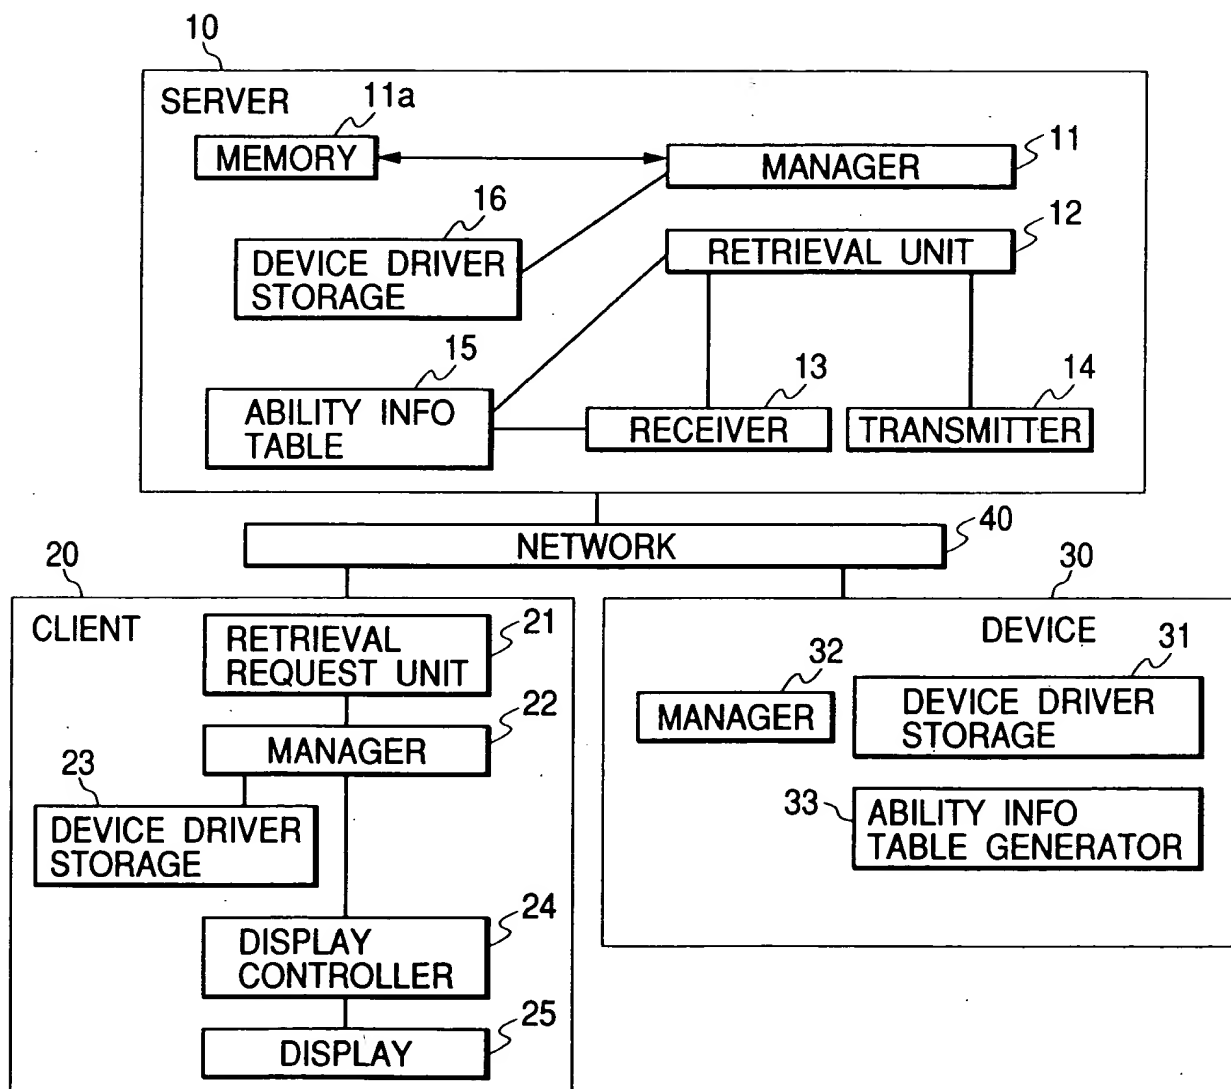 10
SERVER
11a
MEMORY
MANAGER
11
16
DEVICE DRIVER
STORAGE
RETRIEVAL UNIT
12
15
ABILITY INFO
TABLE
13
RECEIVER
14
TRANSMITTER
NETWORK
40
20
CLIENT
RETRIEVAL
REQUEST UNIT
21
MANAGER
22
23
DEVICE DRIVER
STORAGE
DISPLAY
CONTROLLER
24
DISPLAY
25
30
DEVICE
32
MANAGER
31
DEVICE DRIVER
STORAGE
33
ABILITY INFO
TABLE GENERATOR